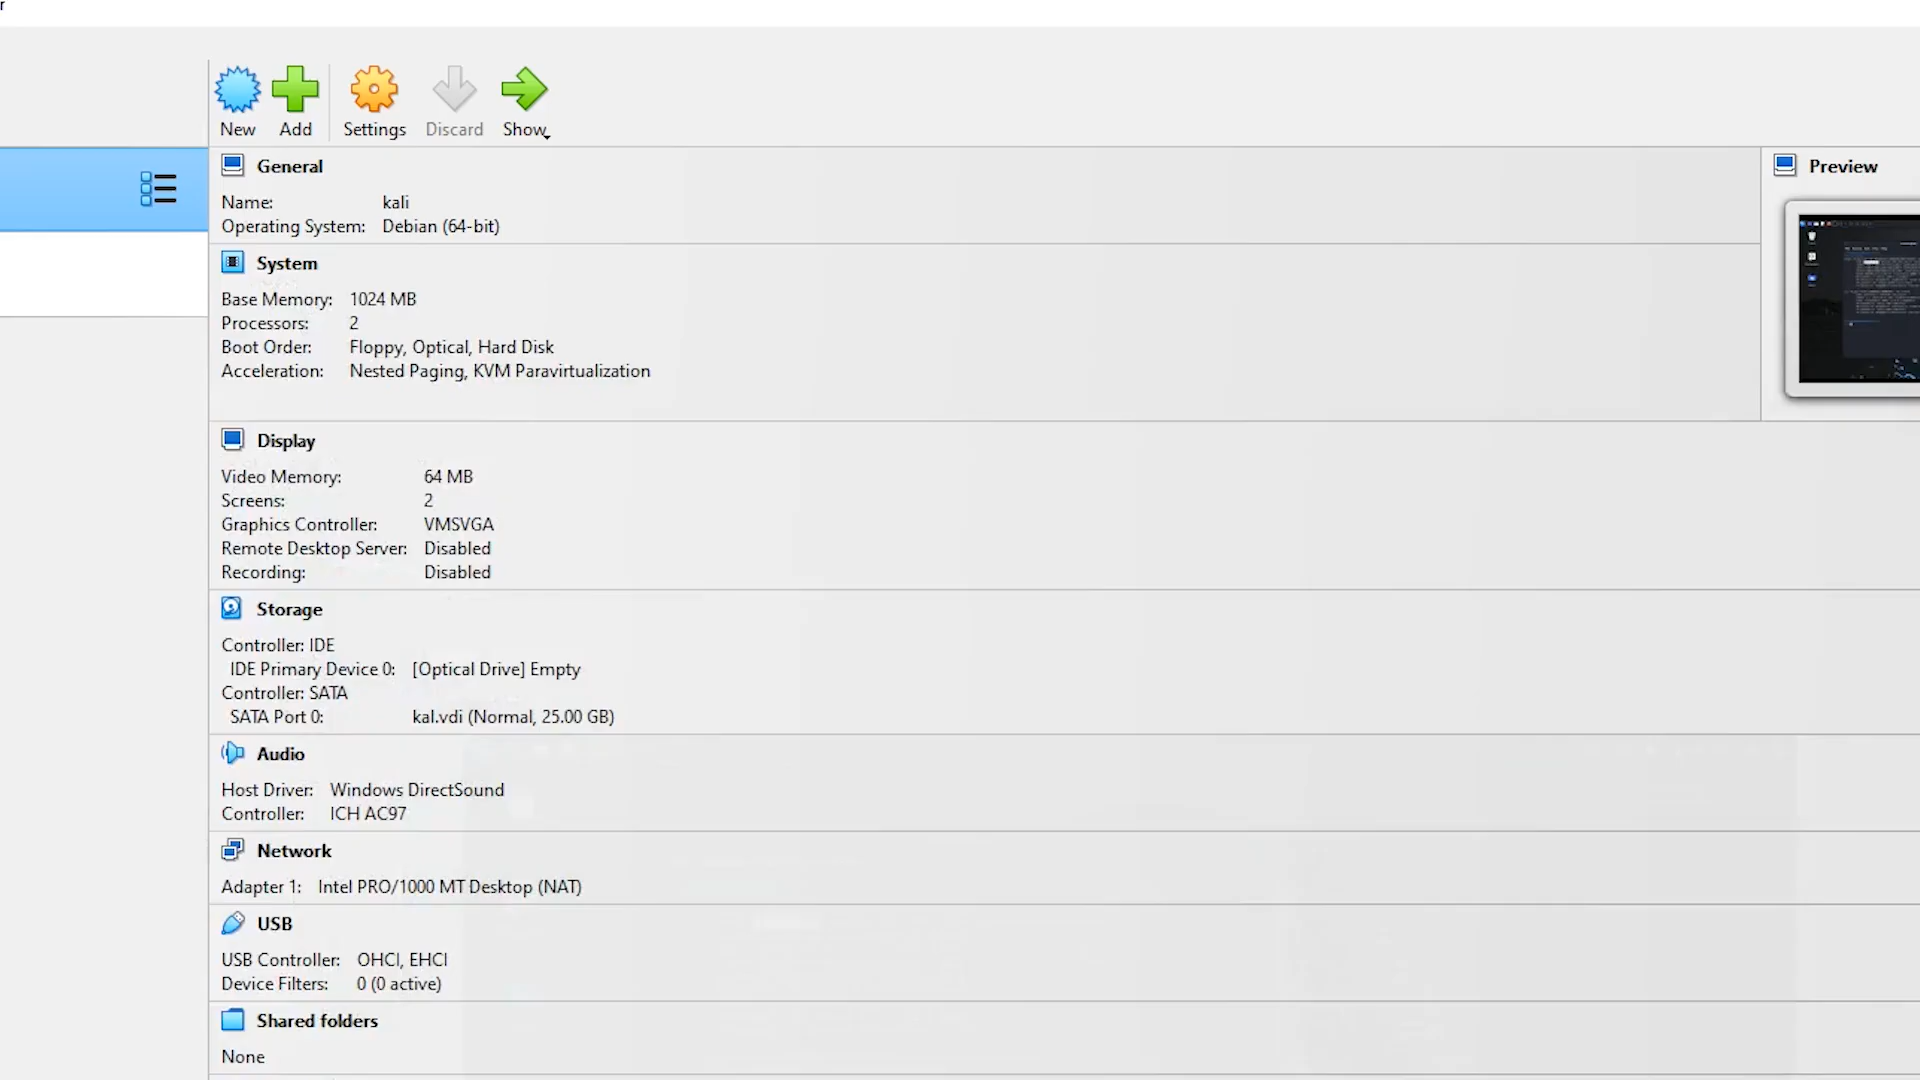 r
New Add Settings Discard Show
General
Name: kali
Operating System: Debian (64-bit)
System
Base Memory: 1024 MB
Processors: 2
Boot Order: Floppy, Optical, Hard Disk
Acceleration: Nested Paging, KVM Paravirtualization
Preview
Display
Video Memory: 64 MB
Screens: 2
Graphics Controller: VMSVGA
Remote Desktop Server: Disabled
Recording: Disabled
Storage
Controller: IDE
IDE Primary Device 0: [Optical Drive] Empty
Controller: SATA
SATA Port 0: kal.vdi (Normal, 25.00 GB)
Audio
Host Driver: Windows DirectSound
Controller: ICH AC97
Network
Adapter 1: Intel PRO/1000 MT Desktop (NAT)
USB
USB Controller: OHCI, EHCI
Device Filters: 0 (0 active)
Shared folders
None